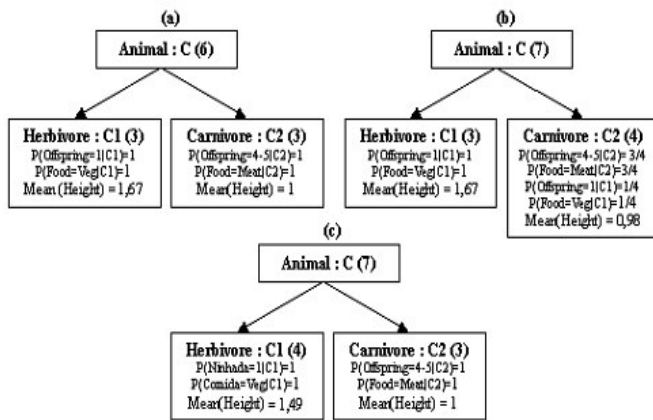 (a)
Animal : C (6)
Herbivore : C1 (3)
P(Offspring=1|C1)=1
P(Food=Veg|C1)=1
Mean(Height) = 1,67
Carnivore : C2 (3)
P(Offspring=4-5|C2)=1
P(Food=Meat|C2)=1
Mean(Height) = 1
(b)
Animal : C (7)
Herbivore : C1 (3)
P(Offspring=1|C1)=1
P(Food=Veg|C1)=1
Mean(Height) = 1,67
Carnivore : C2 (4)
P(Offspring=4-5|C2)= 3/4
P(Food=Meat|C2)=3/4
P(Offspring=1|C1)=1/4
P(Food=Veg|C1)=1/4
Mean(Height) = 0,98
(c)
Animal : C (7)
Herbivore : C1 (4)
P(Ninhada=1|C1)=1
P(Comida=Veg|C1)=1
Mean(Height) = 1,49
Carnivore : C2 (3)
P(Offspring=4-5|C2)=1
P(Food=Meat|C2)=1
Mean(Height) = 1